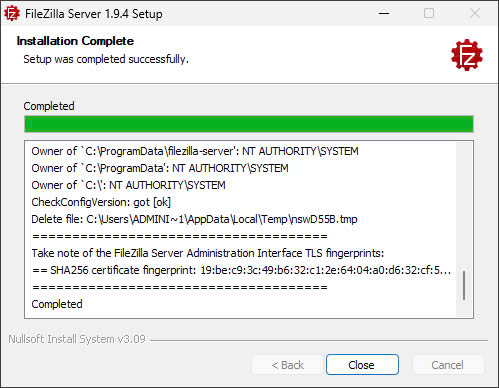 FileZilla Server 1.9.4 Setup
Installation Complete
Setup was completed successfully.
Completed
Owner of `C:\ProgramData\filezilla-server': NT AUTHORITY\SYSTEM
Owner of `C:\ProgramData': NT AUTHORITY\SYSTEM
Owner of `C:\': NT AUTHORITY\SYSTEM
CheckConfigVersion: got [ok]
Delete file: C:\Users\ADMINI~1\AppData\Local\Temp\nswD55B.tmp
=====================================
Take note of the FileZilla Server Administration Interface TLS fingerprints:
== SHA256 certificate fingerprint: 19:be:c9:3c:49:b6:32:c1:2e:64:04:a0:d6:32:cf:5...
=====================================
Completed
Nullsoft Install System v3.09
< Back Close Cancel